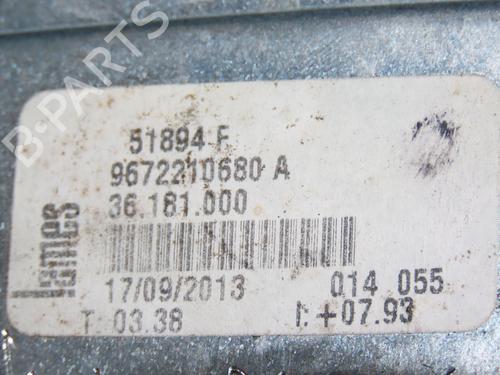 B-PARTS
51894 F
9672210680 A
36.181.000
lames
17/09/2013 014 055
T: 03.38 I: +07.93